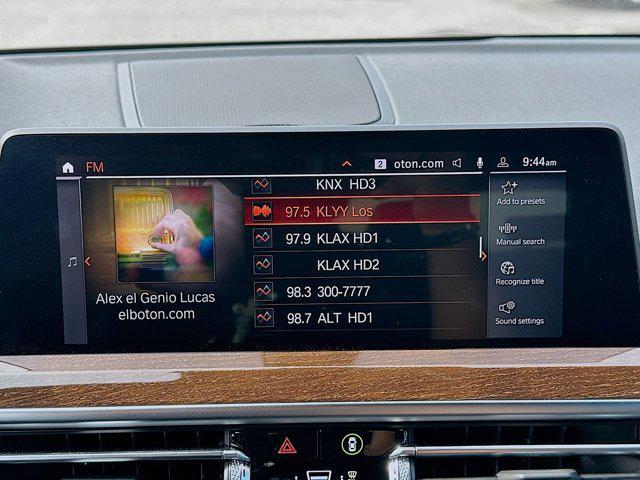 FM
2 oton.com 9:44am
KNX HD3
97.5 KLYY Los
97.9 KLAX HD1
KLAX HD2
98.3 300-7777
98.7 ALT HD1
Alex el Genio Lucas
elboton.com
Add to presets
Manual search
Recognize title
Sound settings